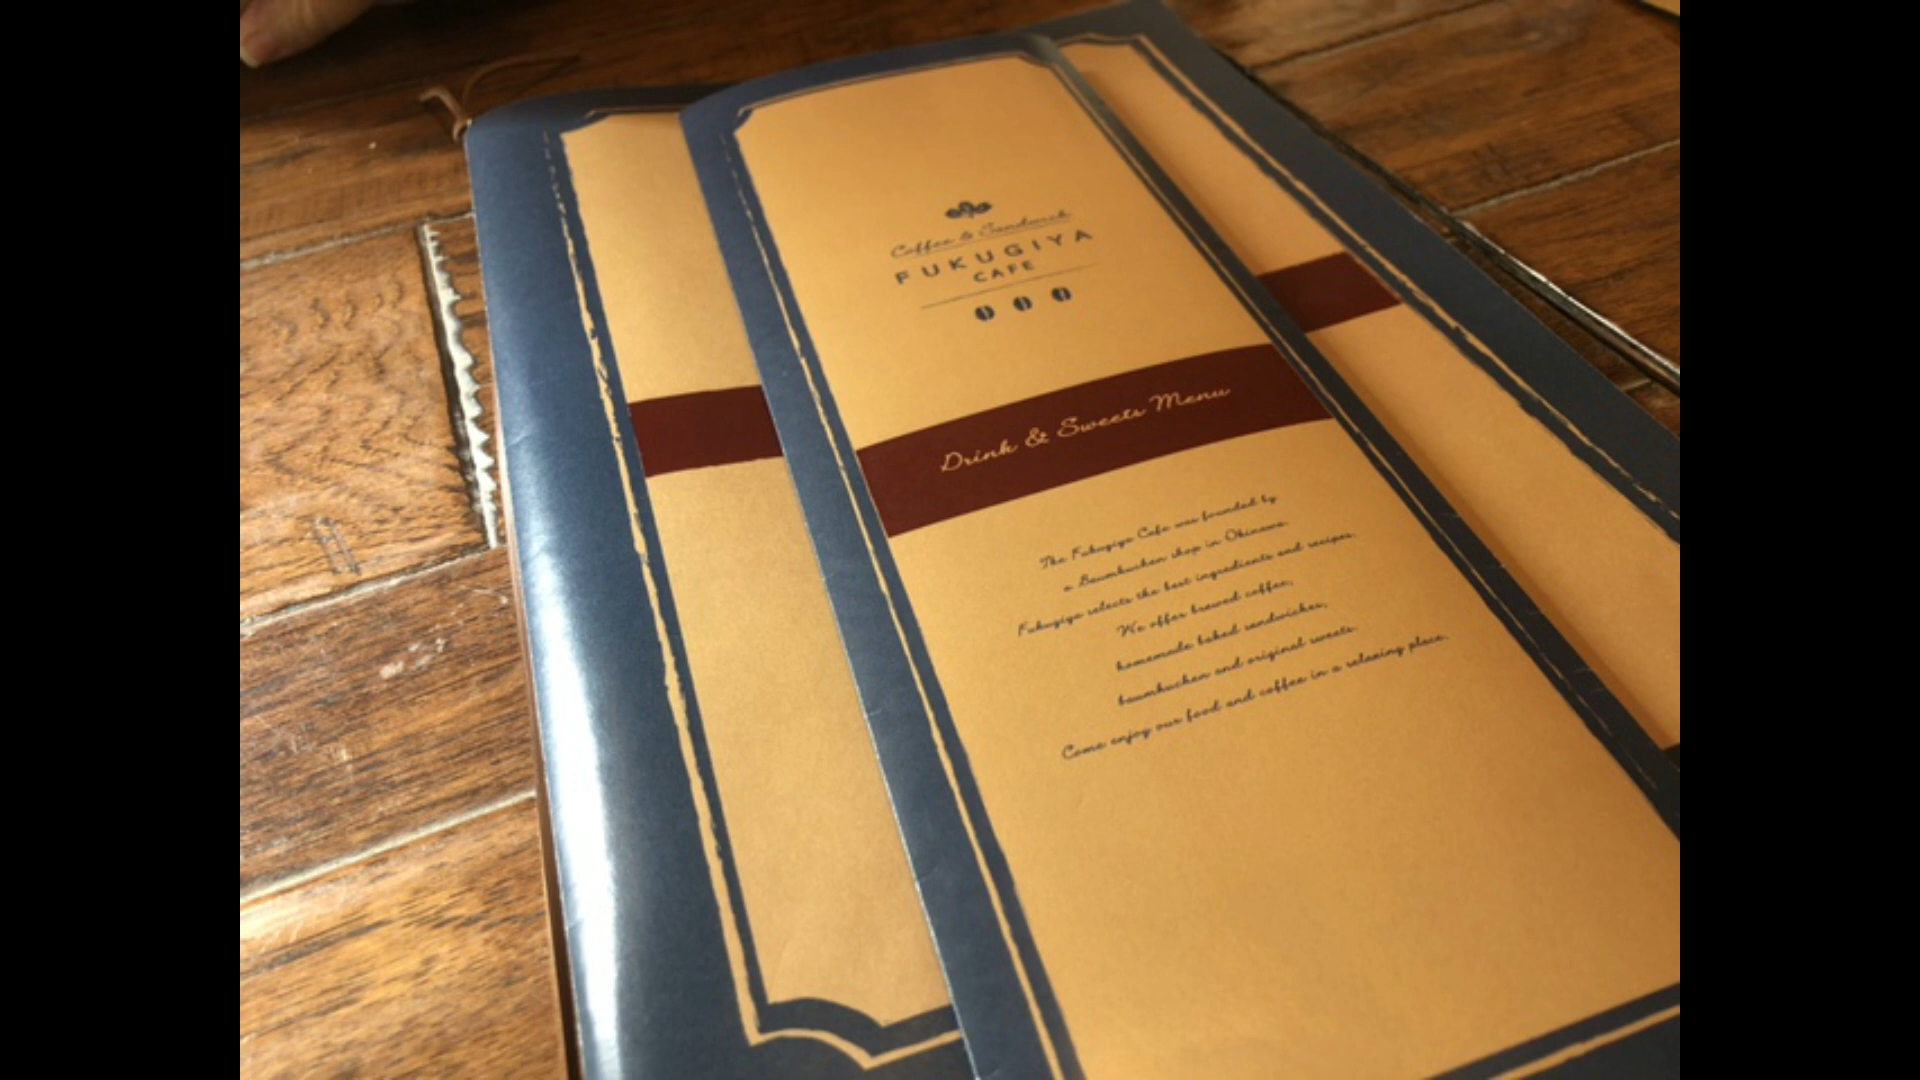 Coffee & Sandwich
FUKUGIYA
CAFE
Drink & Sweets Menu
The Fukugiya Cafe was founded by
a Baumkuchen shop in Okinawa.
Fukugiya selects the best ingredients and recipes.
We offer brewed coffee,
homemade baked sandwiches,
baumkuchen and original sweets.
Come enjoy our food and coffee in a relaxing place.